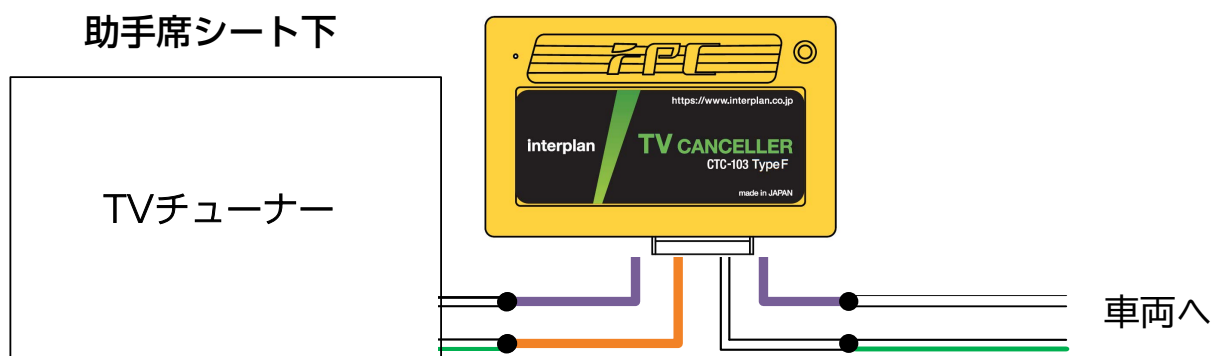 助手席シート下
TVチューナー
iPC
https://www.interplan.co.jp
interplan
TV CANCELLER
CTC-103 TypeF
made in JAPAN
車両へ